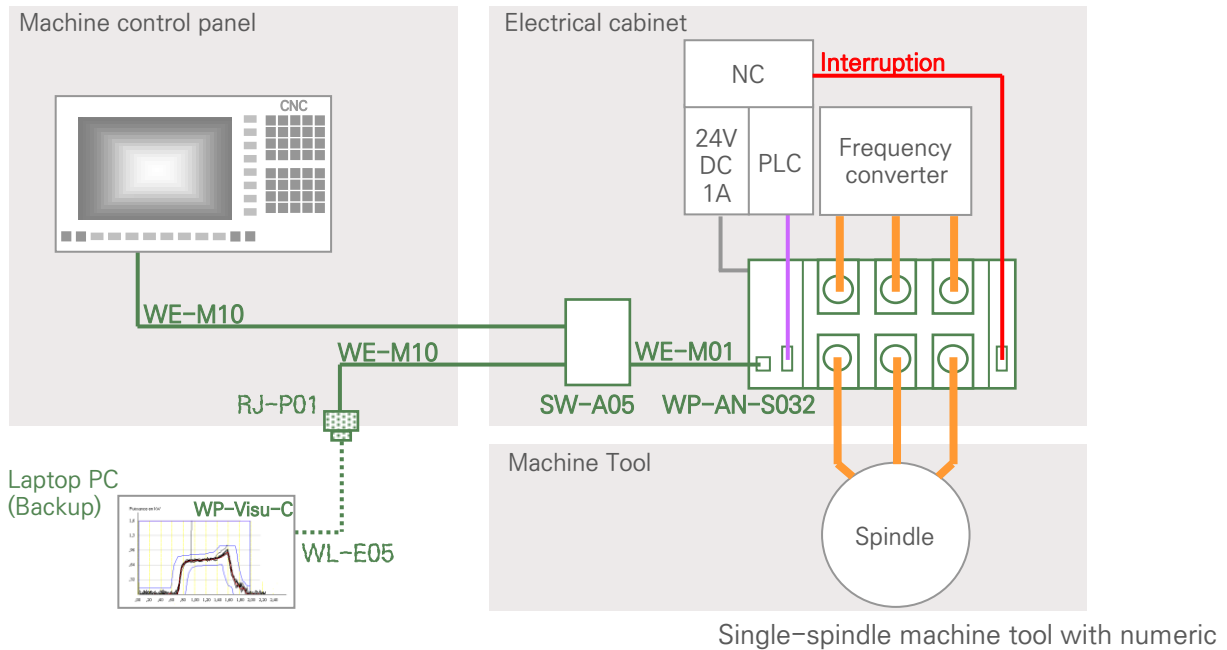 Machine control panel
Electrical cabinet
CNC
NC
Interruption
24V
DC
1A
PLC
Frequency
converter
WE-M10
WE-M10
WE-M01
RJ-P01
SW-A05
WP-AN-S032
Machine Tool
Laptop PC
(Backup)
WP-Visu-C
WL-E05
Spindle
Single-spindle machine tool with numeric